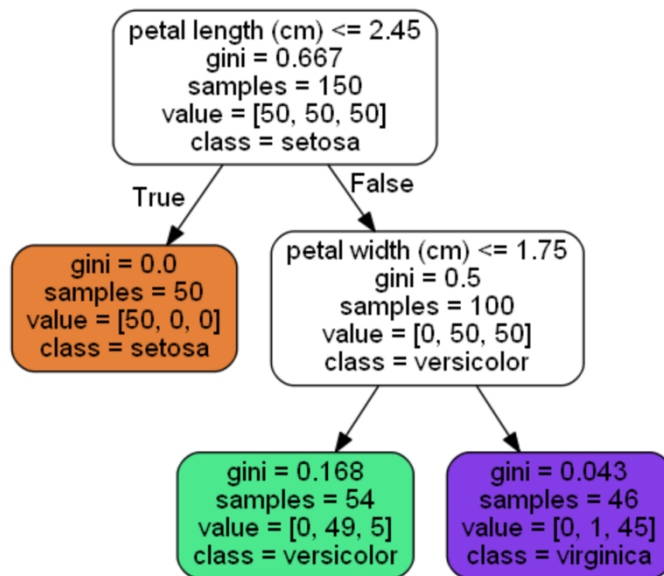 petal length (cm) <= 2.45
gini = 0.667
samples = 150
value = [50, 50, 50]
class = setosa
True
False
gini = 0.0
samples = 50
value = [50, 0, 0]
class = setosa
petal width (cm) <= 1.75
gini = 0.5
samples = 100
value = [0, 50, 50]
class = versicolor
gini = 0.168
samples = 54
value = [0, 49, 5]
class = versicolor
gini = 0.043
samples = 46
value = [0, 1, 45]
class = virginica